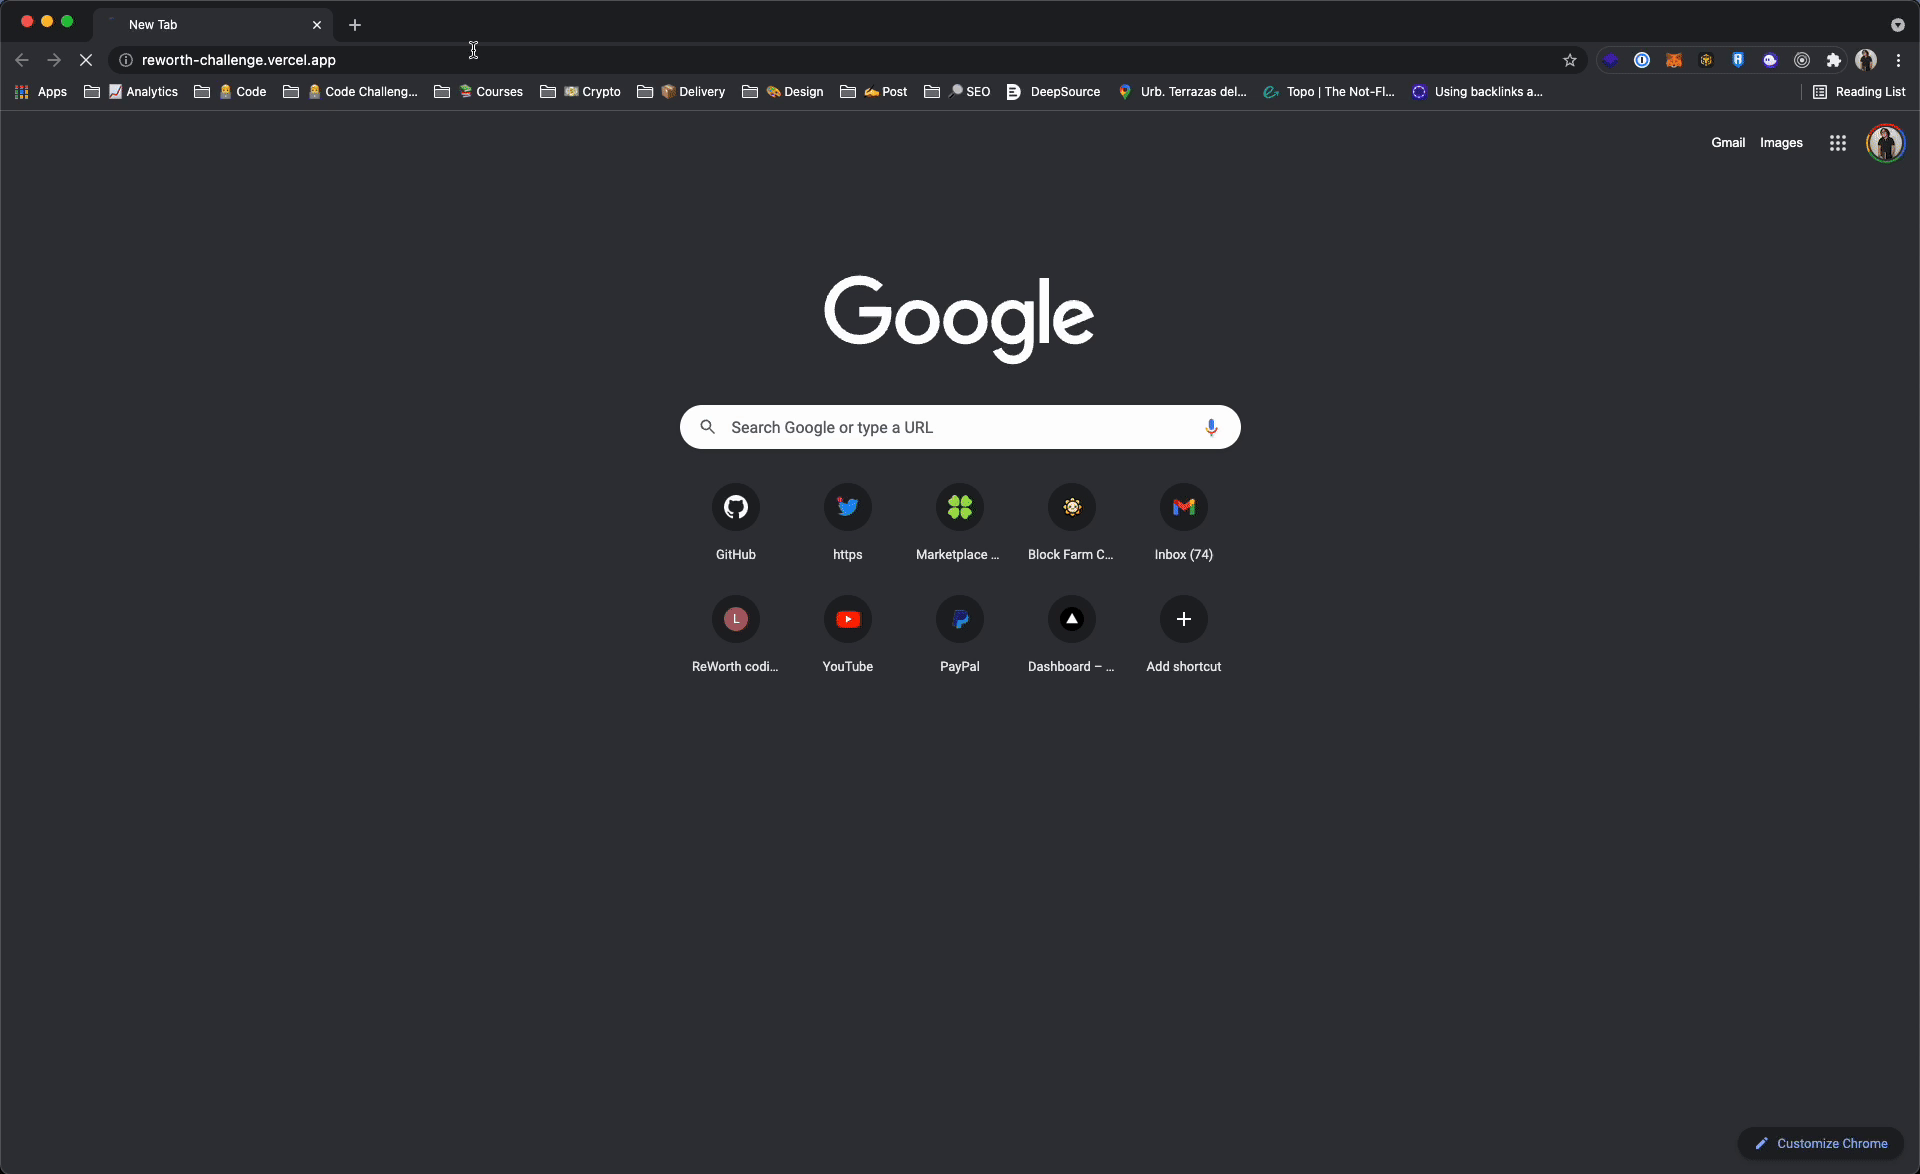 New Tab
reworth-challenge.vercel.app
Apps Analytics Code Code Challeng... Courses Crypto Delivery Design Post SEO DeepSource Urb. Terrazas del... Topo | The Not-Fl... Using backlinks a... Reading List
Gmail Images
Google
Search Google or type a URL
GitHub https Marketplace ... Block Farm C... Inbox (74)
L
ReWorth codi... YouTube PayPal Dashboard – ... Add shortcut
Customize Chrome